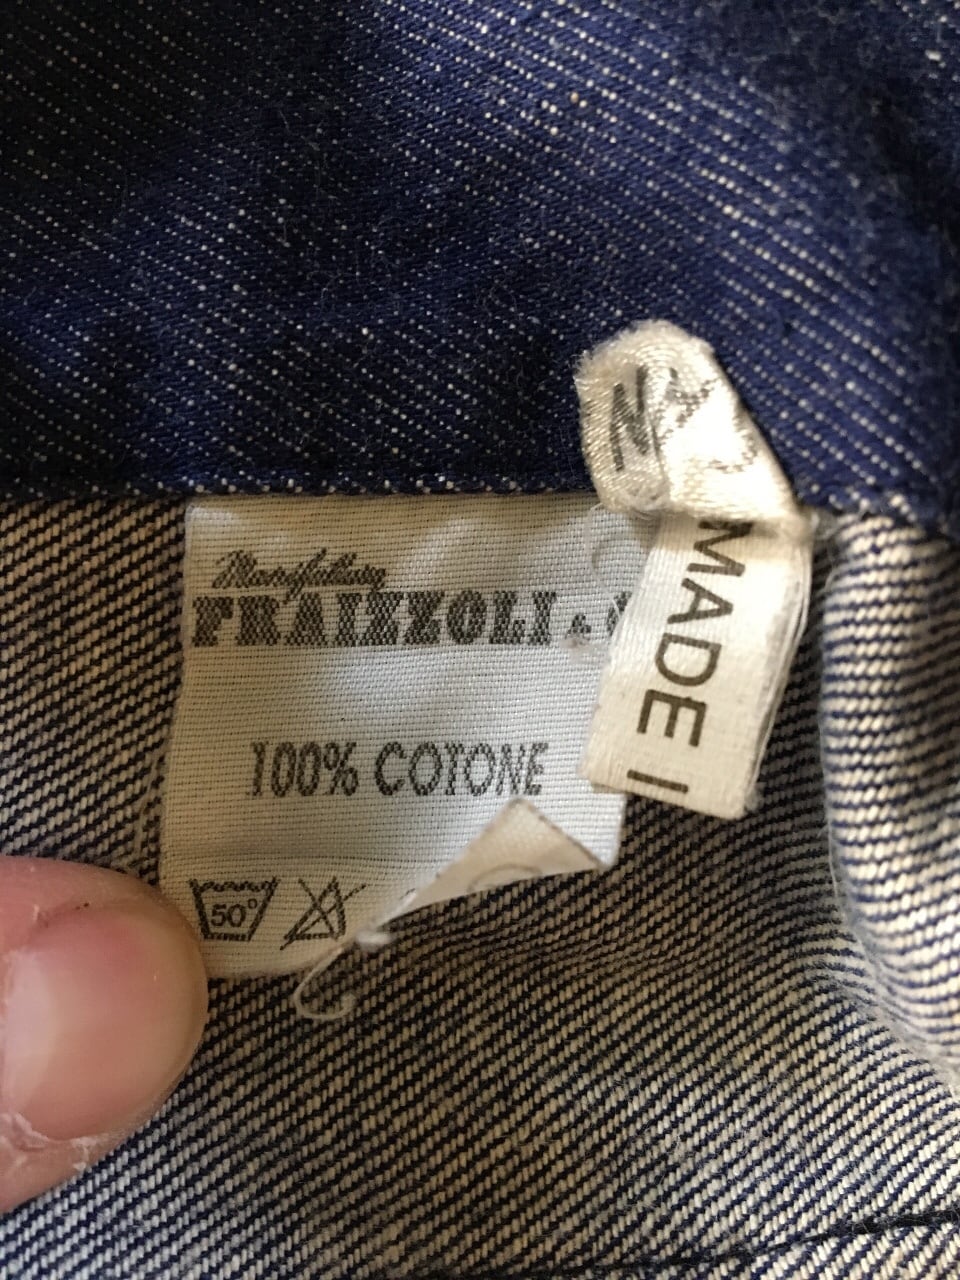 FRAIZZOLI &
100% COTONE
50°
MADE I